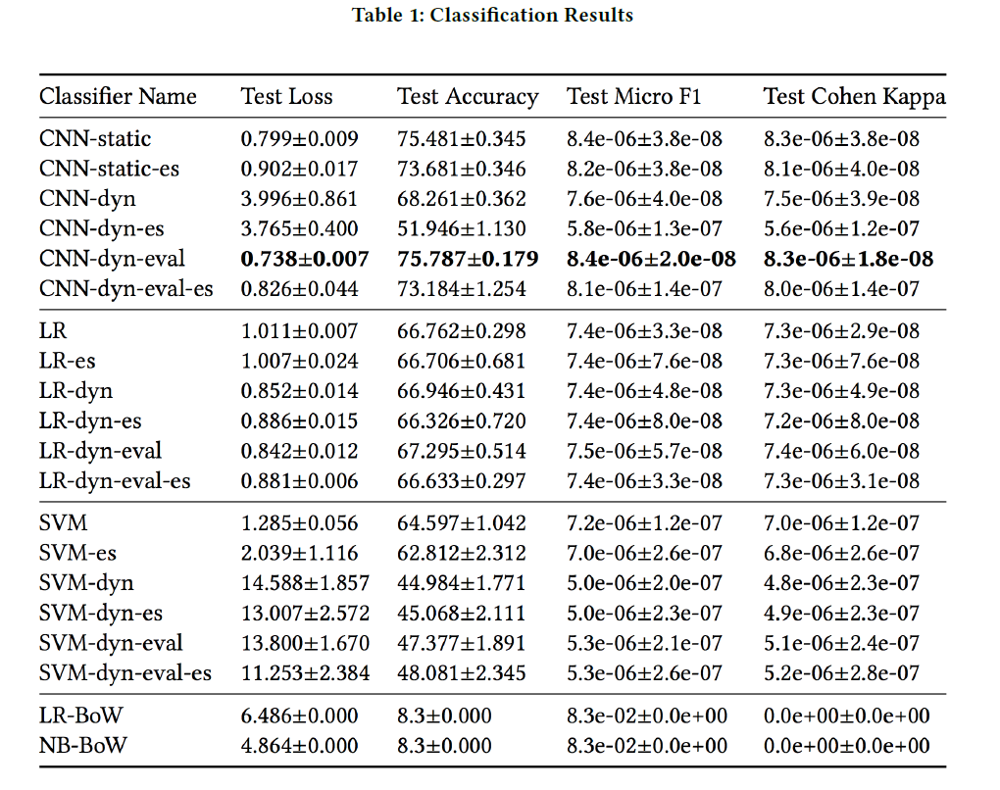 Table 1: Classification Results
Classifier Name Test Loss Test Accuracy Test Micro F1 Test Cohen Kappa
CNN-static 0.799±0.009 75.481±0.345 8.4e-06±3.8e-08 8.3e-06±3.8e-08
CNN-static-es 0.902±0.017 73.681±0.346 8.2e-06±3.8e-08 8.1e-06±4.0e-08
CNN-dyn 3.996±0.861 68.261±0.362 7.6e-06±4.0e-08 7.5e-06±3.9e-08
CNN-dyn-es 3.765±0.400 51.946±1.130 5.8e-06±1.3e-07 5.6e-06±1.2e-07
CNN-dyn-eval 0.738±0.007 75.787±0.179 8.4e-06±2.0e-08 8.3e-06±1.8e-08
CNN-dyn-eval-es 0.826±0.044 73.184±1.254 8.1e-06±1.4e-07 8.0e-06±1.4e-07
LR 1.011±0.007 66.762±0.298 7.4e-06±3.3e-08 7.3e-06±2.9e-08
LR-es 1.007±0.024 66.706±0.681 7.4e-06±7.6e-08 7.3e-06±7.6e-08
LR-dyn 0.852±0.014 66.946±0.431 7.4e-06±4.8e-08 7.3e-06±4.9e-08
LR-dyn-es 0.886±0.015 66.326±0.720 7.4e-06±8.0e-08 7.2e-06±8.0e-08
LR-dyn-eval 0.842±0.012 67.295±0.514 7.5e-06±5.7e-08 7.4e-06±6.0e-08
LR-dyn-eval-es 0.881±0.006 66.633±0.297 7.4e-06±3.3e-08 7.3e-06±3.1e-08
SVM 1.285±0.056 64.597±1.042 7.2e-06±1.2e-07 7.0e-06±1.2e-07
SVM-es 2.039±1.116 62.812±2.312 7.0e-06±2.6e-07 6.8e-06±2.6e-07
SVM-dyn 14.588±1.857 44.984±1.771 5.0e-06±2.0e-07 4.8e-06±2.3e-07
SVM-dyn-es 13.007±2.572 45.068±2.111 5.0e-06±2.3e-07 4.9e-06±2.3e-07
SVM-dyn-eval 13.800±1.670 47.377±1.891 5.3e-06±2.1e-07 5.1e-06±2.4e-07
SVM-dyn-eval-es 11.253±2.384 48.081±2.345 5.3e-06±2.6e-07 5.2e-06±2.8e-07
LR-BoW 6.486±0.000 8.3±0.000 8.3e-02±0.0e+00 0.0e+00±0.0e+00
NB-BoW 4.864±0.000 8.3±0.000 8.3e-02±0.0e+00 0.0e+00±0.0e+00